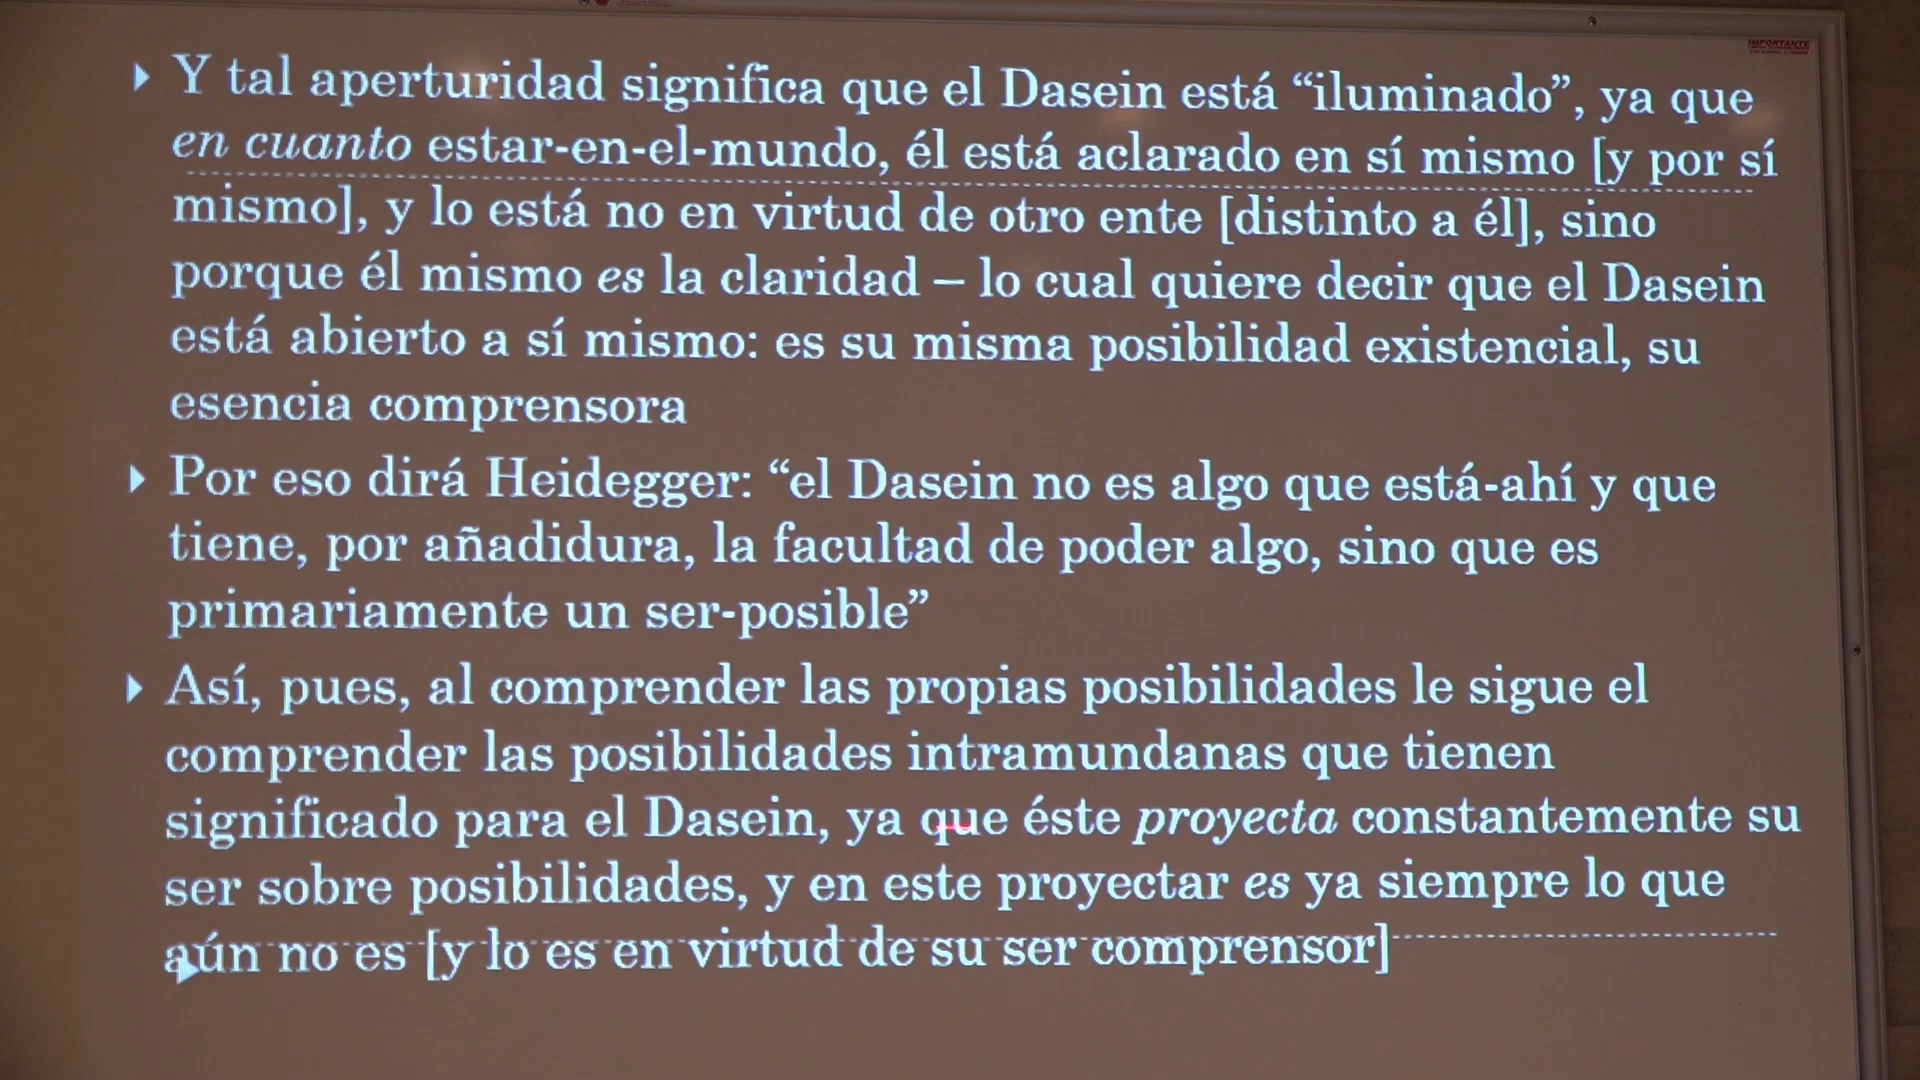 IMPORTANTE
Y tal aperturidad significa que el Dasein está “iluminado”, ya que
en cuanto estar-en-el-mundo, él está aclarado en sí mismo [y por sí
mismo], y lo está no en virtud de otro ente [distinto a él], sino
porque él mismo es la claridad – lo cual quiere decir que el Dasein
está abierto a sí mismo: es su misma posibilidad existencial, su
esencia comprensora
Por eso dirá Heidegger: “el Dasein no es algo que está-ahí y que
tiene, por añadidura, la facultad de poder algo, sino que es
primariamente un ser-posible”
Así, pues, al comprender las propias posibilidades le sigue el
comprender las posibilidades intramundanas que tienen
significado para el Dasein, ya que éste proyecta constantemente su
ser sobre posibilidades, y en este proyectar es ya siempre lo que
aún no es [y lo es en virtud de su ser comprensor]